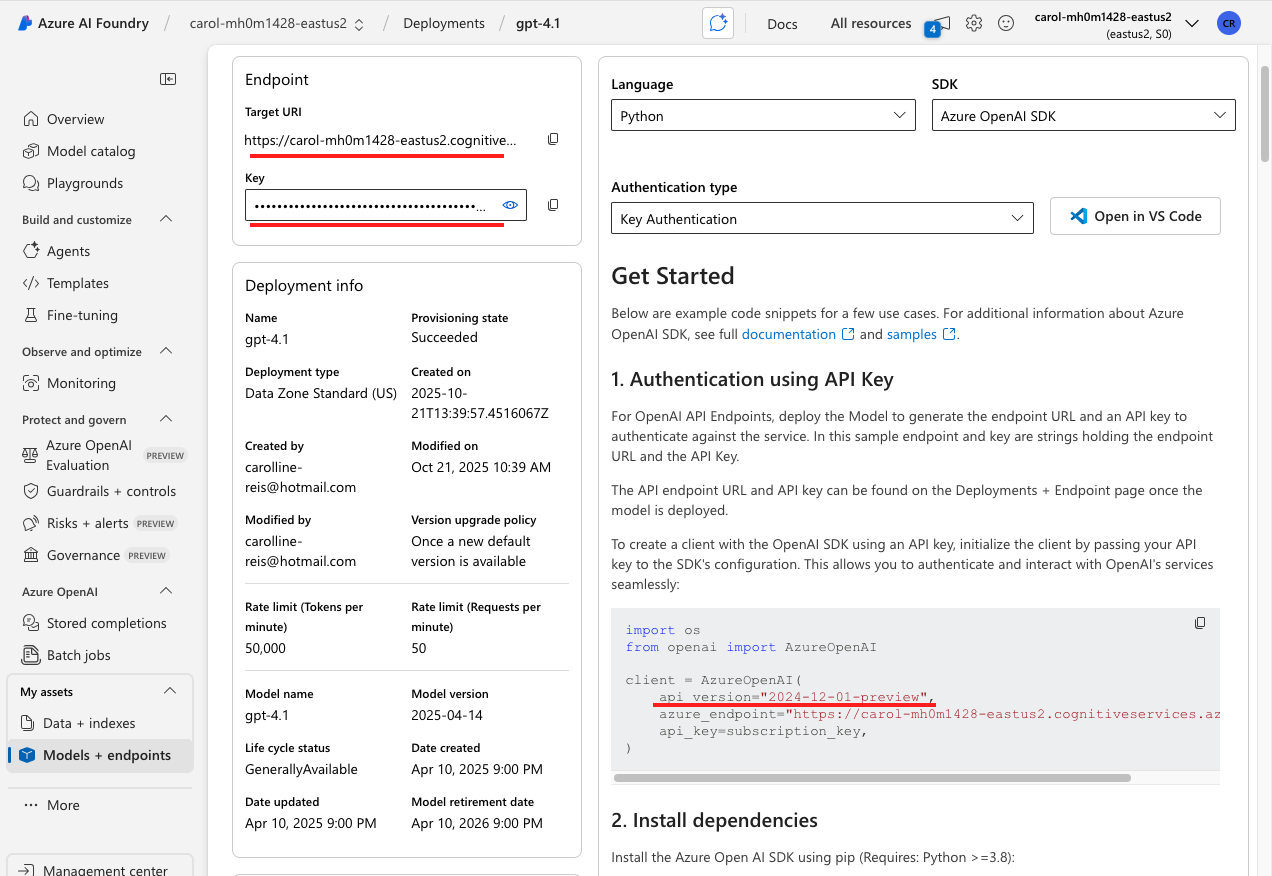 Azure AI Foundry / carol-mh0m1428-eastus2 / Deployments / gpt-4.1
Docs
All resources
4
carol-mh0m1428-eastus2
(eastus2, S0)
CR
Overview
Model catalog
Playgrounds
Build and customize
Agents
Templates
Fine-tuning
Observe and optimize
Monitoring
Protect and govern
Azure OpenAI
Evaluation
PREVIEW
Guardrails + controls
Risks + alerts PREVIEW
Governance PREVIEW
Azure OpenAI
Stored completions
Batch jobs
My assets
Data + indexes
Models + endpoints
More
Management center
Endpoint
Target URI
https://carol-mh0m1428-eastus2.cognitive...
Key
••••••••••••••••••••••••••••••••••••••••...
Deployment info
Name
gpt-4.1
Provisioning state
Succeeded
Deployment type
Data Zone Standard (US)
Created on
2025-10-
21T13:39:57.4516067Z
Created by
carolline-
reis@hotmail.com
Modified on
Oct 21, 2025 10:39 AM
Modified by
carolline-
reis@hotmail.com
Version upgrade policy
Once a new default
version is available
Rate limit (Tokens per
minute)
50,000
Rate limit (Requests per
minute)
50
Model name
gpt-4.1
Model version
2025-04-14
Life cycle status
GenerallyAvailable
Date created
Apr 10, 2025 9:00 PM
Date updated
Apr 10, 2025 9:00 PM
Model retirement date
Apr 10, 2026 9:00 PM
Language
Python
SDK
Azure OpenAI SDK
Authentication type
Key Authentication
Open in VS Code
Get Started
Below are example code snippets for a few use cases. For additional information about Azure
OpenAI SDK, see full documentation and samples .
1. Authentication using API Key
For OpenAI API Endpoints, deploy the Model to generate the endpoint URL and an API key to
authenticate against the service. In this sample endpoint and key are strings holding the endpoint
URL and the API Key.
The API endpoint URL and API key can be found on the Deployments + Endpoint page once the
model is deployed.
To create a client with the OpenAI SDK using an API key, initialize the client by passing your API
key to the SDK's configuration. This allows you to authenticate and interact with OpenAI's services
seamlessly:
import os
from openai import AzureOpenAI
client = AzureOpenAI(
api_version="2024-12-01-preview",
azure_endpoint="https://carol-mh0m1428-eastus2.cognitiveservices.az
api_key=subscription_key,
)
2. Install dependencies
Install the Azure Open AI SDK using pip (Requires: Python >=3.8):